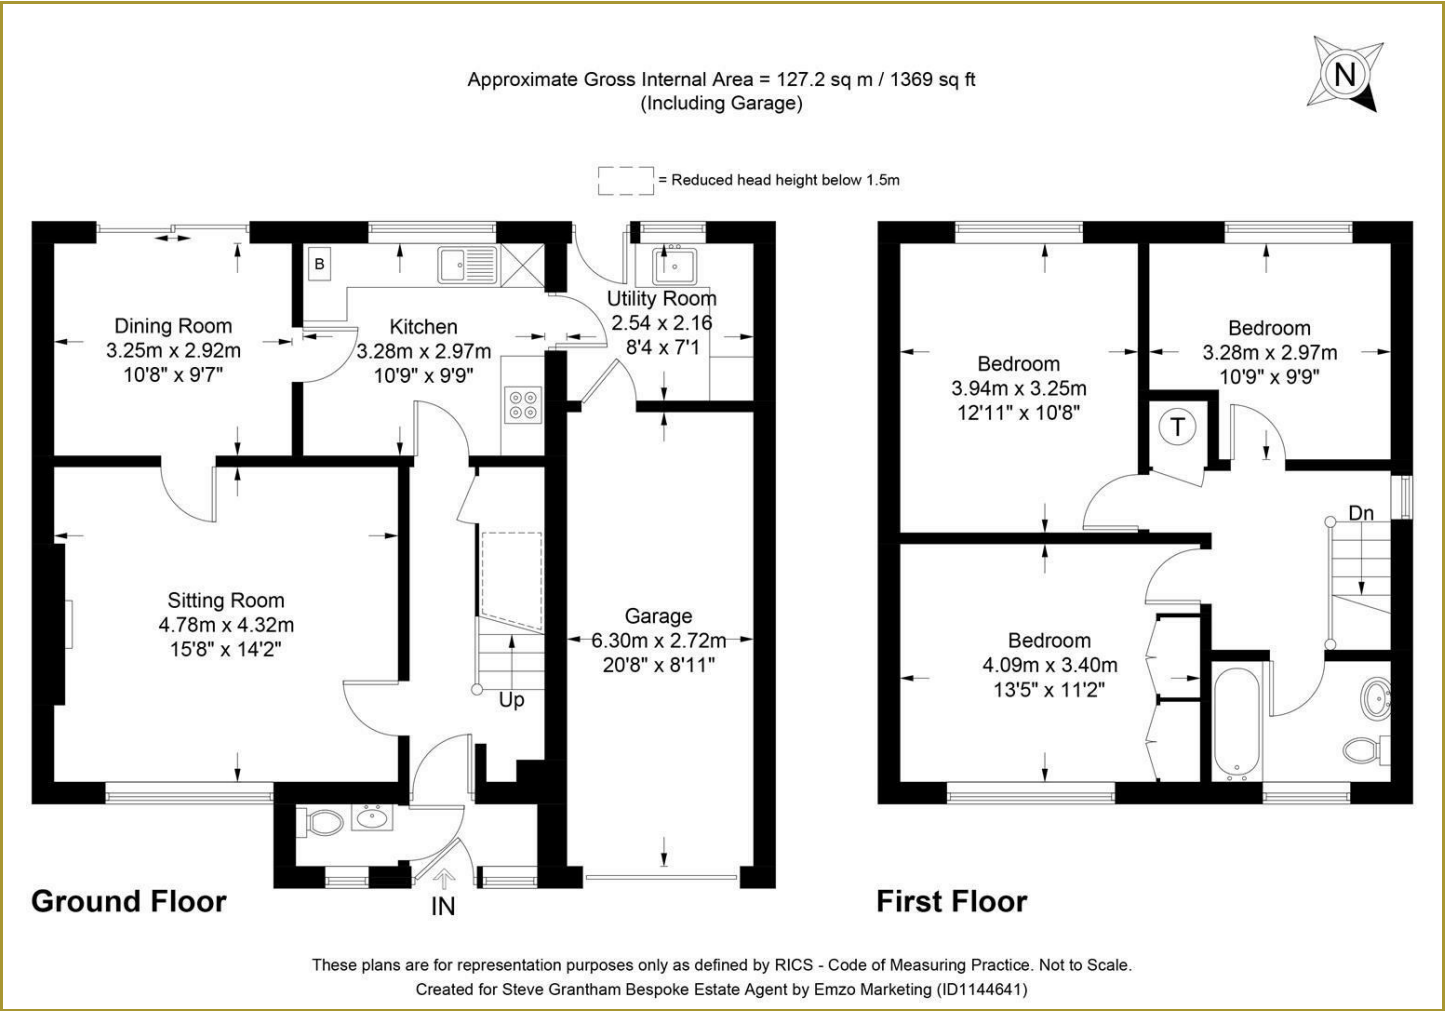 Approximate Gross Internal Area = 127.2 sq m / 1369 sq ft
(Including Garage)
N
= Reduced head height below 1.5m
Dining Room
3.25m x 2.92m
10'8" x 9'7"
B
Kitchen
3.28m x 2.97m
10'9" x 9'9"
Utility Room
2.54 x 2.16
8'4 x 7'1
Sitting Room
4.78m x 4.32m
15'8" x 14'2"
Up
Garage
6.30m x 2.72m
20'8" x 8'11"
IN
Ground Floor
Bedroom
3.94m x 3.25m
12'11" x 10'8"
Bedroom
3.28m x 2.97m
10'9" x 9'9"
T
Dn
Bedroom
4.09m x 3.40m
13'5" x 11'2"
First Floor
These plans are for representation purposes only as defined by RICS - Code of Measuring Practice. Not to Scale.
Created for Steve Grantham Bespoke Estate Agent by Emzo Marketing (ID1144641)